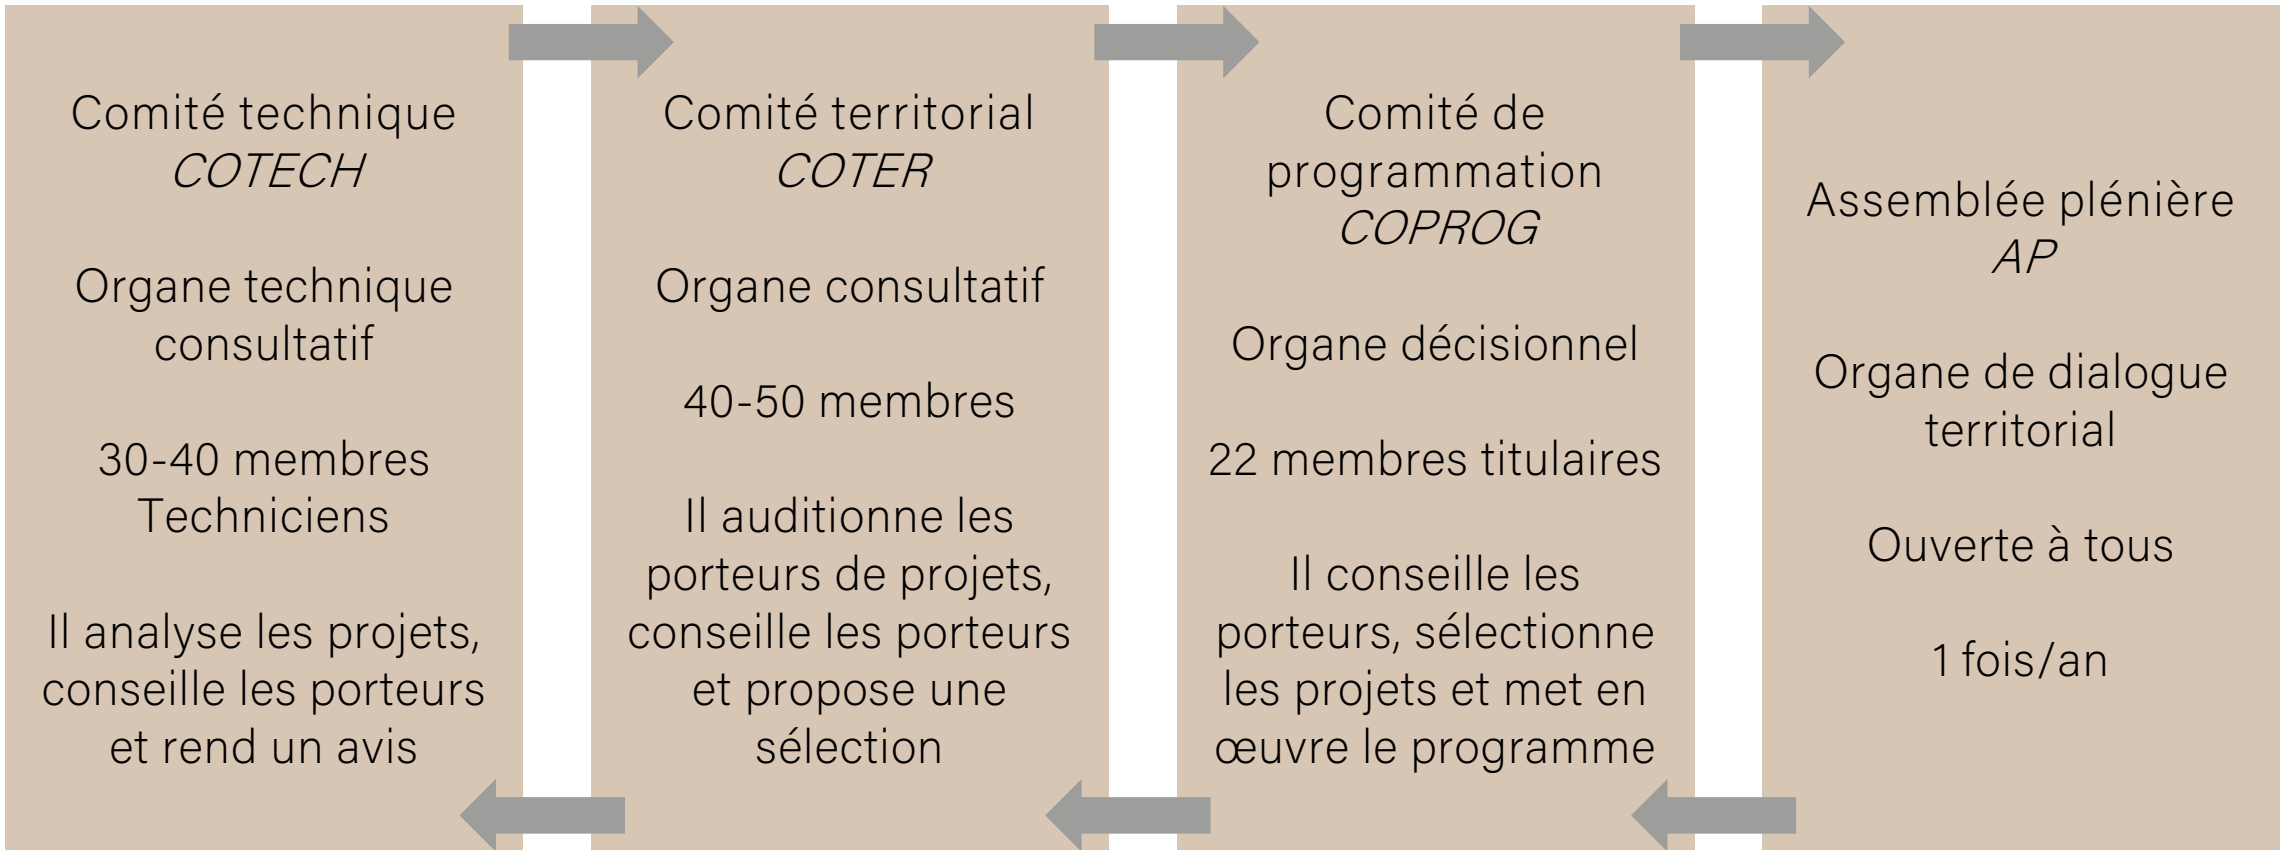 Comité technique
COTECH
Organe technique
consultatif
30-40 membres
Techniciens
Il analyse les projets,
conseille les porteurs
et rend un avis
Comité territorial
COTER
Organe consultatif
40-50 membres
Il auditionne les
porteurs de projets,
conseille les porteurs
et propose une
sélection
Comité de
programmation
COPROG
Organe décisionnel
22 membres titulaires
Il conseille les
porteurs, sélectionne
les projets et met en
œuvre le programme
Assemblée plénière
AP
Organe de dialogue
territorial
Ouverte à tous
1 fois/an